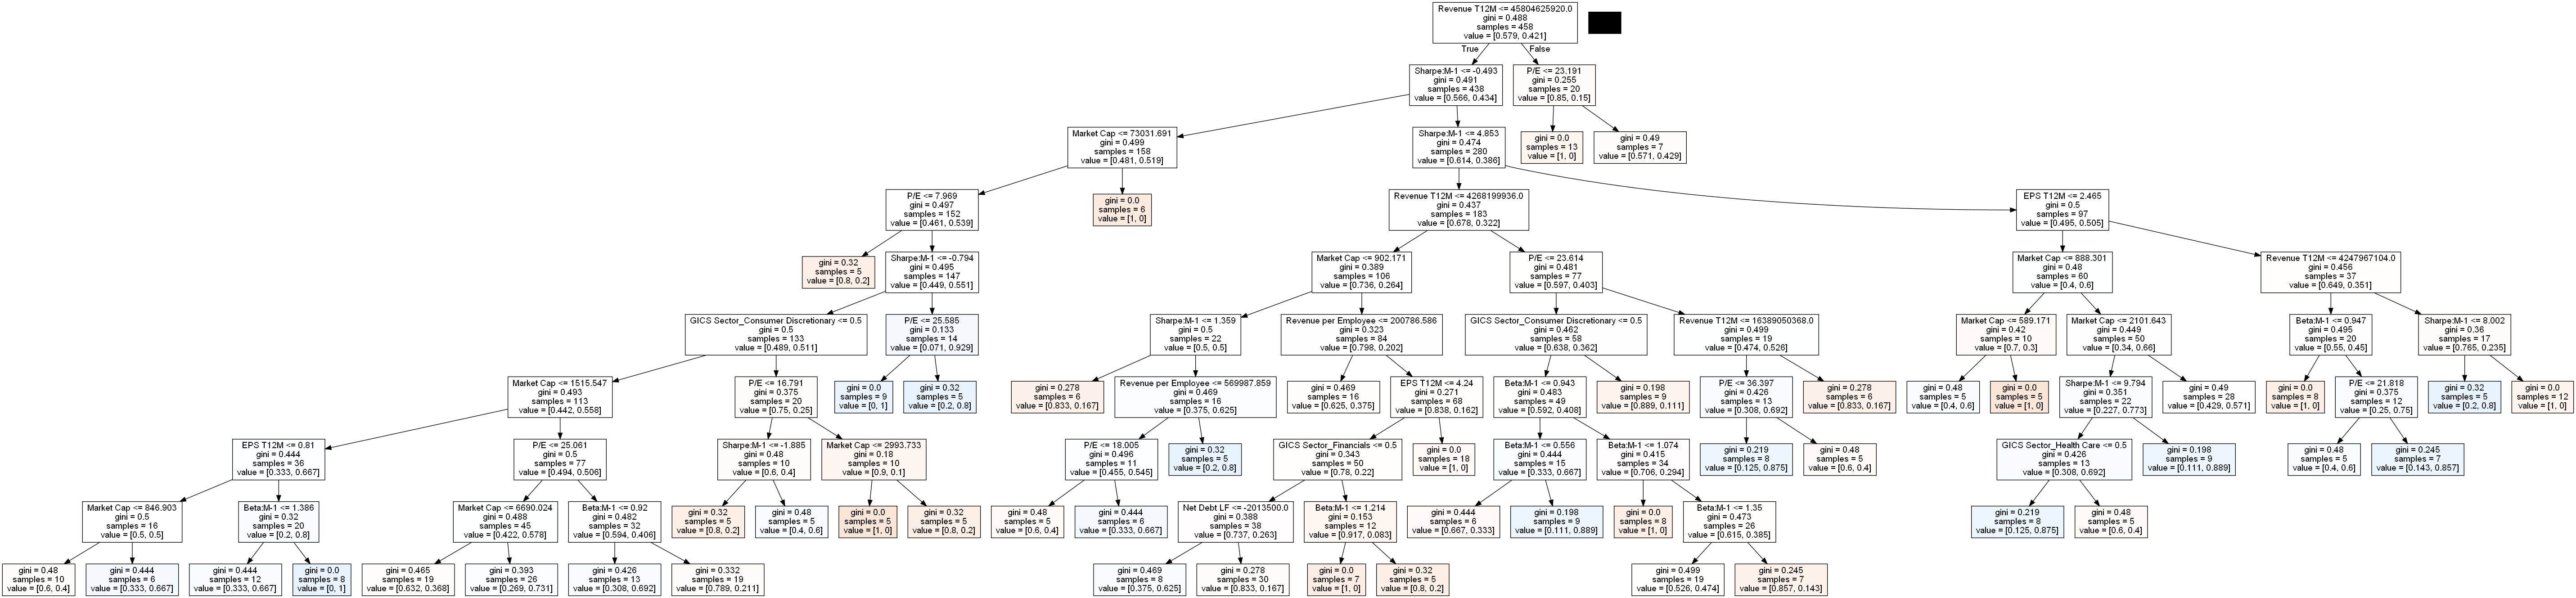 Revenue T12M <= 45804625920.0
gini = 0.488
samples = 458
value = [0.579, 0.421]
True
False
Sharpe:M-1 <= -0.493
gini = 0.491
samples = 438
value = [0.566, 0.434]
P/E <= 23.191
gini = 0.255
samples = 20
value = [0.85, 0.15]
Market Cap <= 73031.691
gini = 0.499
samples = 158
value = [0.481, 0.519]
Sharpe:M-1 <= 4.853
gini = 0.474
samples = 280
value = [0.614, 0.386]
gini = 0.0
samples = 13
value = [1, 0]
gini = 0.49
samples = 7
value = [0.571, 0.429]
P/E <= 7.969
gini = 0.497
samples = 152
value = [0.461, 0.539]
gini = 0.0
samples = 6
value = [1, 0]
Revenue T12M <= 4268199936.0
gini = 0.437
samples = 183
value = [0.678, 0.322]
EPS T12M <= 2.465
gini = 0.5
samples = 97
value = [0.495, 0.505]
gini = 0.32
samples = 5
value = [0.8, 0.2]
Sharpe:M-1 <= -0.794
gini = 0.495
samples = 147
value = [0.449, 0.551]
Market Cap <= 902.171
gini = 0.389
samples = 106
value = [0.736, 0.264]
P/E <= 23.614
gini = 0.481
samples = 77
value = [0.597, 0.403]
Market Cap <= 888.301
gini = 0.48
samples = 60
value = [0.4, 0.6]
Revenue T12M <= 4247967104.0
gini = 0.456
samples = 37
value = [0.649, 0.351]
GICS Sector_Consumer Discretionary <= 0.5
gini = 0.5
samples = 133
value = [0.489, 0.511]
P/E <= 25.585
gini = 0.133
samples = 14
value = [0.071, 0.929]
Sharpe:M-1 <= 1.359
gini = 0.5
samples = 22
value = [0.5, 0.5]
Revenue per Employee <= 200786.586
gini = 0.323
samples = 84
value = [0.798, 0.202]
GICS Sector_Consumer Discretionary <= 0.5
gini = 0.462
samples = 58
value = [0.638, 0.362]
Revenue T12M <= 16389050368.0
gini = 0.499
samples = 19
value = [0.474, 0.526]
Market Cap <= 589.171
gini = 0.42
samples = 10
value = [0.7, 0.3]
Market Cap <= 2101.643
gini = 0.449
samples = 50
value = [0.34, 0.66]
Beta:M-1 <= 0.947
gini = 0.495
samples = 20
value = [0.55, 0.45]
Sharpe:M-1 <= 8.002
gini = 0.36
samples = 17
value = [0.765, 0.235]
Market Cap <= 1515.547
gini = 0.493
samples = 113
value = [0.442, 0.558]
P/E <= 16.791
gini = 0.375
samples = 20
value = [0.75, 0.25]
gini = 0.0
samples = 9
value = [0, 1]
gini = 0.32
samples = 5
value = [0.2, 0.8]
gini = 0.278
samples = 6
value = [0.833, 0.167]
Revenue per Employee <= 569987.859
gini = 0.469
samples = 16
value = [0.375, 0.625]
gini = 0.469
samples = 16
value = [0.625, 0.375]
EPS T12M <= 4.24
gini = 0.271
samples = 68
value = [0.838, 0.162]
Beta:M-1 <= 0.943
gini = 0.483
samples = 49
value = [0.592, 0.408]
gini = 0.198
samples = 9
value = [0.889, 0.111]
P/E <= 36.397
gini = 0.426
samples = 13
value = [0.308, 0.692]
gini = 0.278
samples = 6
value = [0.833, 0.167]
gini = 0.48
samples = 5
value = [0.4, 0.6]
gini = 0.0
samples = 5
value = [1, 0]
Sharpe:M-1 <= 9.794
gini = 0.351
samples = 22
value = [0.227, 0.773]
gini = 0.49
samples = 28
value = [0.429, 0.571]
gini = 0.0
samples = 8
value = [1, 0]
P/E <= 21.818
gini = 0.375
samples = 12
value = [0.25, 0.75]
gini = 0.32
samples = 5
value = [0.2, 0.8]
gini = 0.0
samples = 12
value = [1, 0]
EPS T12M <= 0.81
gini = 0.444
samples = 36
value = [0.333, 0.667]
P/E <= 25.061
gini = 0.5
samples = 77
value = [0.494, 0.506]
Sharpe:M-1 <= -1.885
gini = 0.48
samples = 10
value = [0.6, 0.4]
Market Cap <= 2993.733
gini = 0.18
samples = 10
value = [0.9, 0.1]
P/E <= 18.005
gini = 0.496
samples = 11
value = [0.455, 0.545]
gini = 0.32
samples = 5
value = [0.2, 0.8]
GICS Sector_Financials <= 0.5
gini = 0.343
samples = 50
value = [0.78, 0.22]
gini = 0.0
samples = 18
value = [1, 0]
Beta:M-1 <= 0.556
gini = 0.444
samples = 15
value = [0.333, 0.667]
Beta:M-1 <= 1.074
gini = 0.415
samples = 34
value = [0.706, 0.294]
gini = 0.219
samples = 8
value = [0.125, 0.875]
gini = 0.48
samples = 5
value = [0.6, 0.4]
GICS Sector_Health Care <= 0.5
gini = 0.426
samples = 13
value = [0.308, 0.692]
gini = 0.198
samples = 9
value = [0.111, 0.889]
gini = 0.48
samples = 5
value = [0.4, 0.6]
gini = 0.245
samples = 7
value = [0.143, 0.857]
Market Cap <= 846.903
gini = 0.5
samples = 16
value = [0.5, 0.5]
Beta:M-1 <= 1.386
gini = 0.32
samples = 20
value = [0.2, 0.8]
Market Cap <= 6690.024
gini = 0.488
samples = 45
value = [0.422, 0.578]
Beta:M-1 <= 0.92
gini = 0.482
samples = 32
value = [0.594, 0.406]
gini = 0.32
samples = 5
value = [0.8, 0.2]
gini = 0.48
samples = 5
value = [0.4, 0.6]
gini = 0.0
samples = 5
value = [1, 0]
gini = 0.32
samples = 5
value = [0.8, 0.2]
gini = 0.48
samples = 5
value = [0.6, 0.4]
gini = 0.444
samples = 6
value = [0.333, 0.667]
Net Debt LF <= -2013500.0
gini = 0.388
samples = 38
value = [0.737, 0.263]
Beta:M-1 <= 1.214
gini = 0.153
samples = 12
value = [0.917, 0.083]
gini = 0.444
samples = 6
value = [0.667, 0.333]
gini = 0.198
samples = 9
value = [0.111, 0.889]
gini = 0.0
samples = 8
value = [1, 0]
Beta:M-1 <= 1.35
gini = 0.473
samples = 26
value = [0.615, 0.385]
gini = 0.219
samples = 8
value = [0.125, 0.875]
gini = 0.48
samples = 5
value = [0.6, 0.4]
gini = 0.48
samples = 10
value = [0.6, 0.4]
gini = 0.444
samples = 6
value = [0.333, 0.667]
gini = 0.444
samples = 12
value = [0.333, 0.667]
gini = 0.0
samples = 8
value = [0, 1]
gini = 0.465
samples = 19
value = [0.632, 0.368]
gini = 0.393
samples = 26
value = [0.269, 0.731]
gini = 0.426
samples = 13
value = [0.308, 0.692]
gini = 0.332
samples = 19
value = [0.789, 0.211]
gini = 0.469
samples = 8
value = [0.375, 0.625]
gini = 0.278
samples = 30
value = [0.833, 0.167]
gini = 0.0
samples = 7
value = [1, 0]
gini = 0.32
samples = 5
value = [0.8, 0.2]
gini = 0.499
samples = 19
value = [0.526, 0.474]
gini = 0.245
samples = 7
value = [0.857, 0.143]